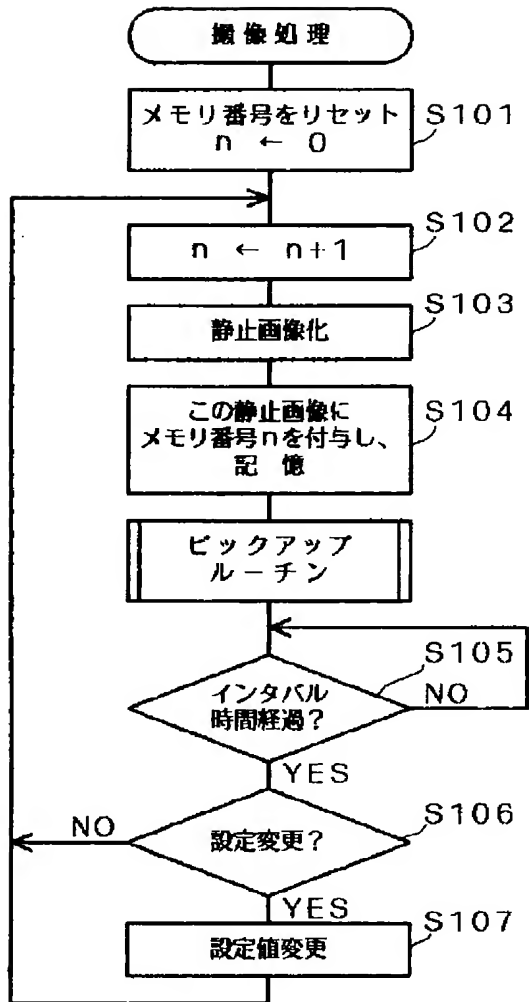 撮像処理
メモリ番号をリセット
n ← 0
S101
S102
n ← n+1
S103
静止画像化
S104
この静止画像に
メモリ番号nを付与し、
記 憶
ピックアップ
ルーチン
S105
インタバル
時間経過?
NO
YES
S106
NO
設定変更?
YES
S107
設定値変更